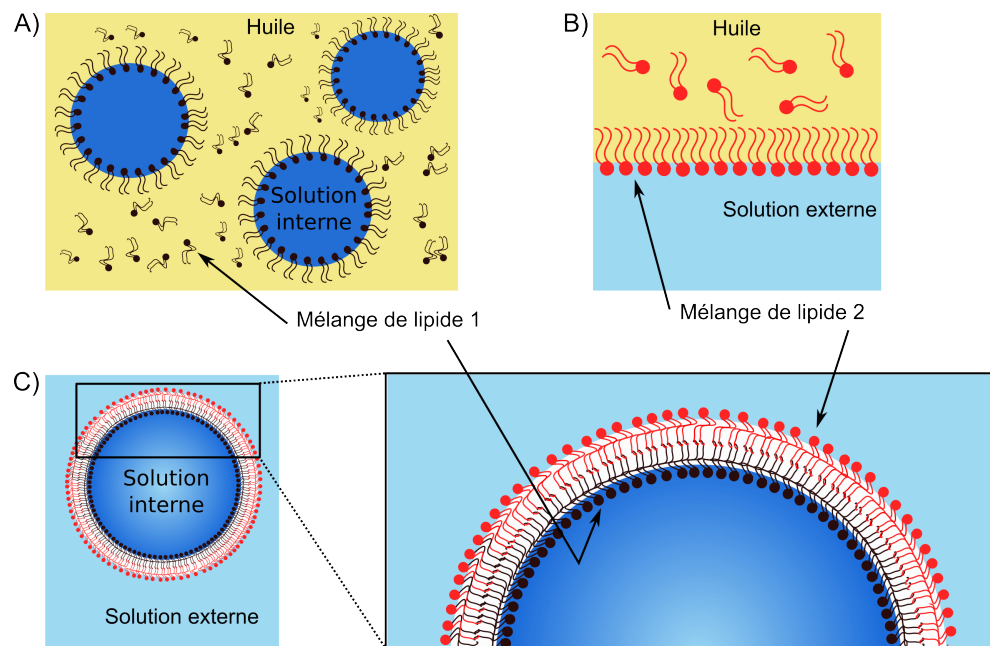 A)
Huile
Solution
interne
B)
Huile
Solution externe
Mélange de lipide 1
Mélange de lipide 2
C)
Solution
interne
Solution externe